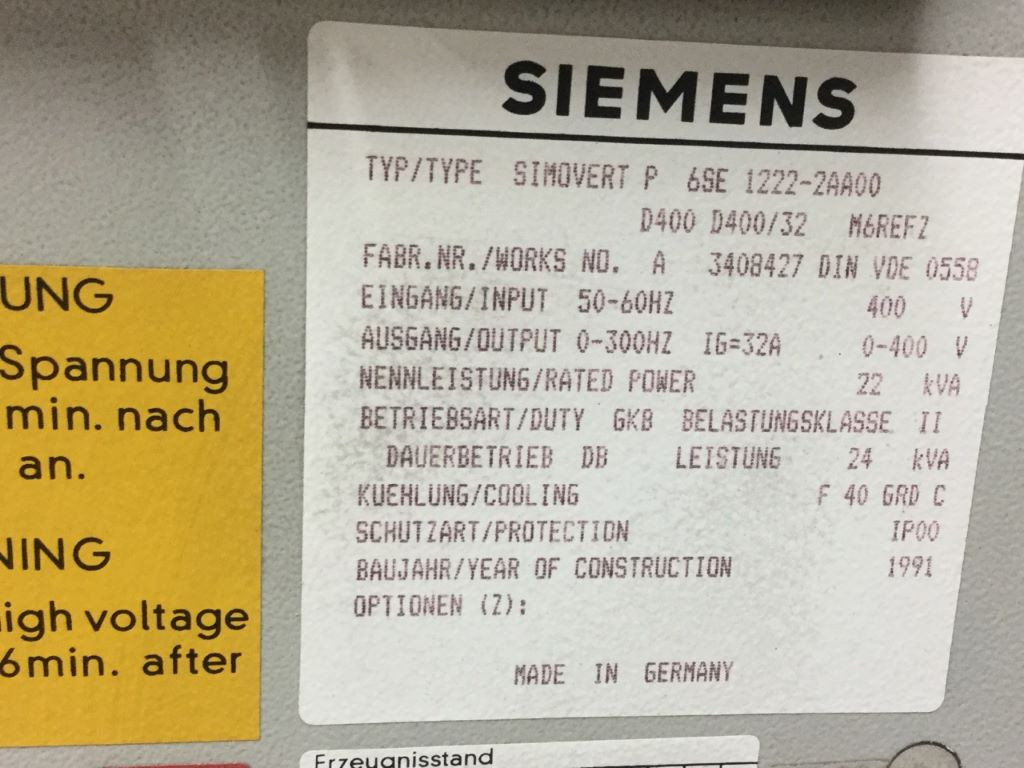 SIEMENS
TYP/TYPE SIMOVERT P 6SE 1222-2AA00
D400 D400/32 M6REFZ
FABR.NR./WORKS NO. A 3408427 DIN VDE 0558
EINGANG/INPUT 50-60HZ 400 V
AUSGANG/OUTPUT 0-300HZ IG=32A 0-400 V
NENNLEISTUNG/RATED POWER 22 kVA
BETRIEBSART/DUTY GKB BELASTUNGSKLASSE II
DAUERBETRIEB DB LEISTUNG 24 kVA
KUEHLUNG/COOLING F 40 GRD C
SCHUTZART/PROTECTION IP00
BAUJAHR/YEAR OF CONSTRUCTION 1991
OPTIONEN (Z):
MADE IN GERMANY
UNG
Spannung
min. nach
an.
NING
igh voltage
6min. after
Erzeugnisstand